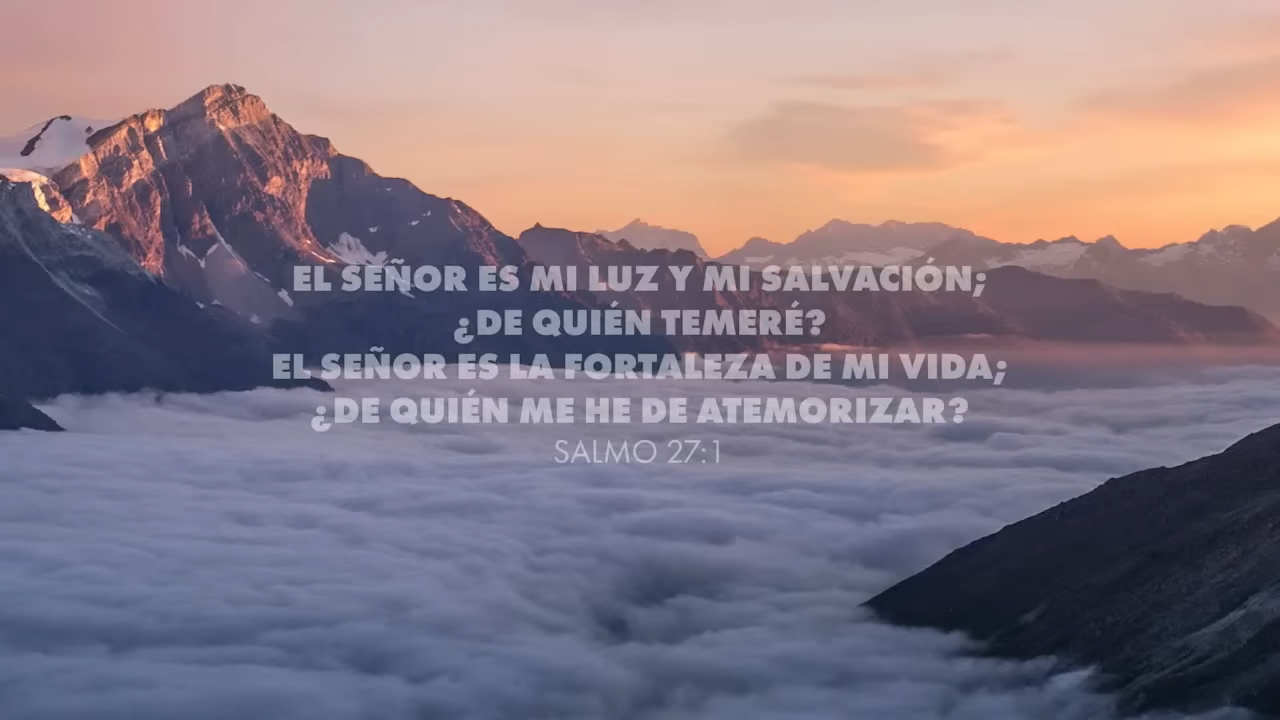 EL SEÑOR ES MI LUZ Y MI SALVACIÓN;
¿DE QUIÉN TEMERÉ?
EL SEÑOR ES LA FORTALEZA DE MI VIDA;
¿DE QUIÉN ME HE DE ATEMORIZAR?
SALMO 27:1